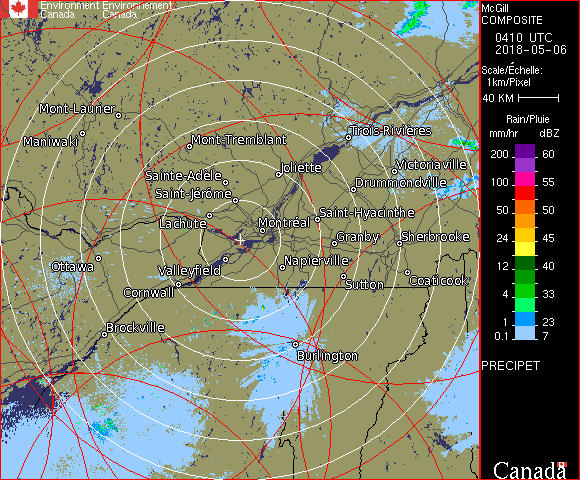 Environment Environnement
Canada Canada
McGill
COMPOSITE
0410 UTC
2018-05-06
Scale/Échelle:
1km/Pixel
40 KM
Rain/Pluie
mm/hr dBZ
200 60
100 55
50 50
24 45
12 40
4 33
1 23
0.1 7
PRECIPET
Canada
Mont-Laurier
Maniwaki
Mont-Tremblant
Trois-Rivières
Joliette
Victoriaville
Sainte-Adèle
Drummondville
Saint-Jérôme
Lachute
Saint-Hyacinthe
Montréal
Granby
Sherbrooke
Ottawa
Valleyfield
Napierville
Cornwall
Sutton
Coaticook
Brockville
Burlington